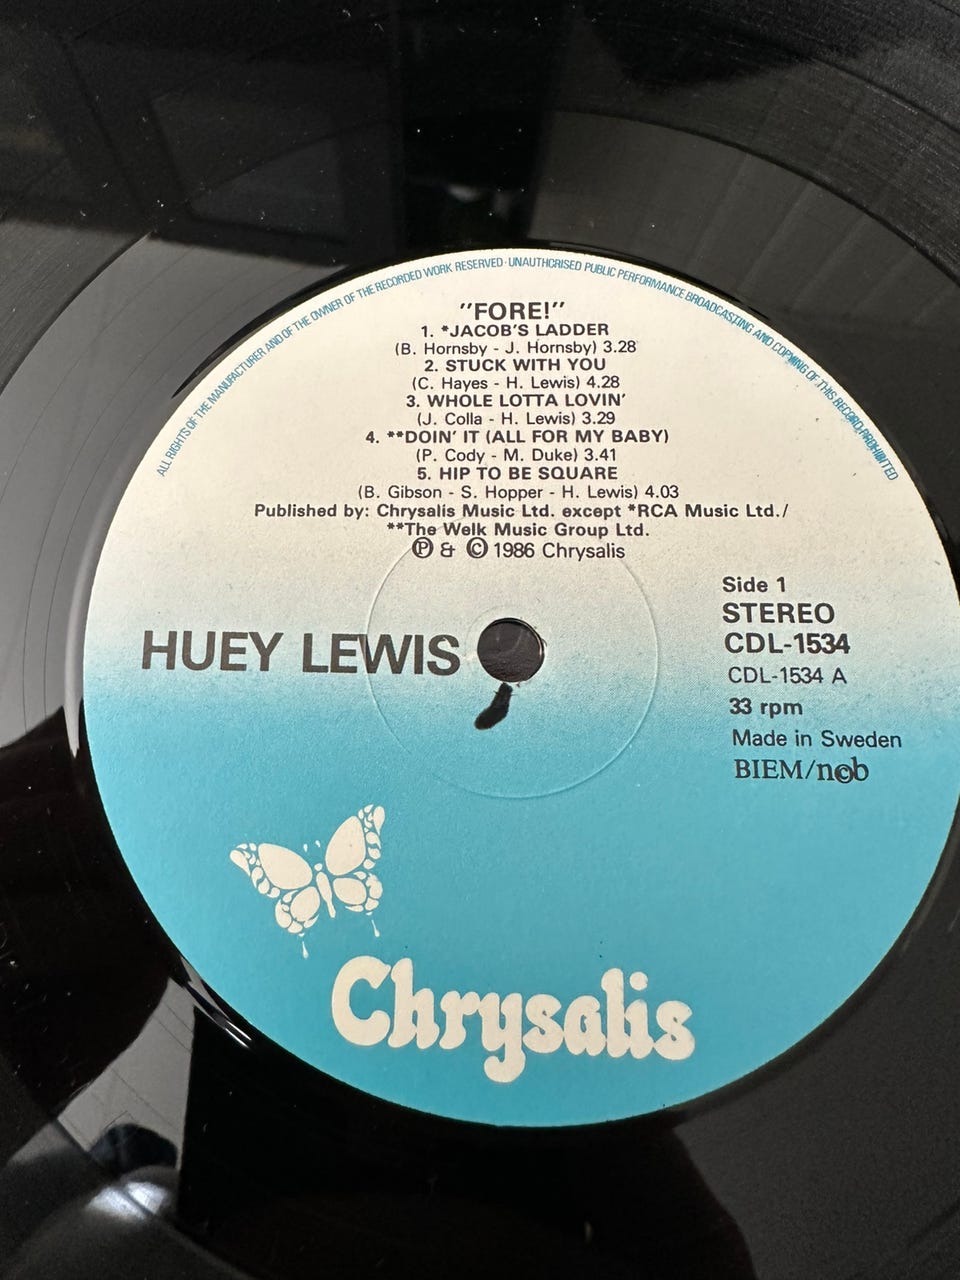 ALL RIGHTS OF THE MANUFACTURER AND OF THE OWNER OF THE RECORDED WORK RESERVED · UNAUTHORISED PUBLIC PERFORMANCE BROADCASTING AND COPYING OF THIS RECORD PROHIBITED
"FORE!"
1. *JACOB'S LADDER
(B. Hornsby - J. Hornsby) 3.28
2. STUCK WITH YOU
(C. Hayes - H. Lewis) 4.28
3. WHOLE LOTTA LOVIN'
(J. Colla - H. Lewis) 3.29
4. **DOIN' IT (ALL FOR MY BABY)
(P. Cody - M. Duke) 3.41
5. HIP TO BE SQUARE
(B. Gibson - S. Hopper - H. Lewis) 4.03
Published by: Chrysalis Music Ltd. except *RCA Music Ltd./
**The Welk Music Group Ltd.
Ⓟ & © 1986 Chrysalis
Side 1
STEREO
CDL-1534
CDL-1534 A
33 rpm
Made in Sweden
BIEM/ncb
HUEY LEWIS
Chrysalis